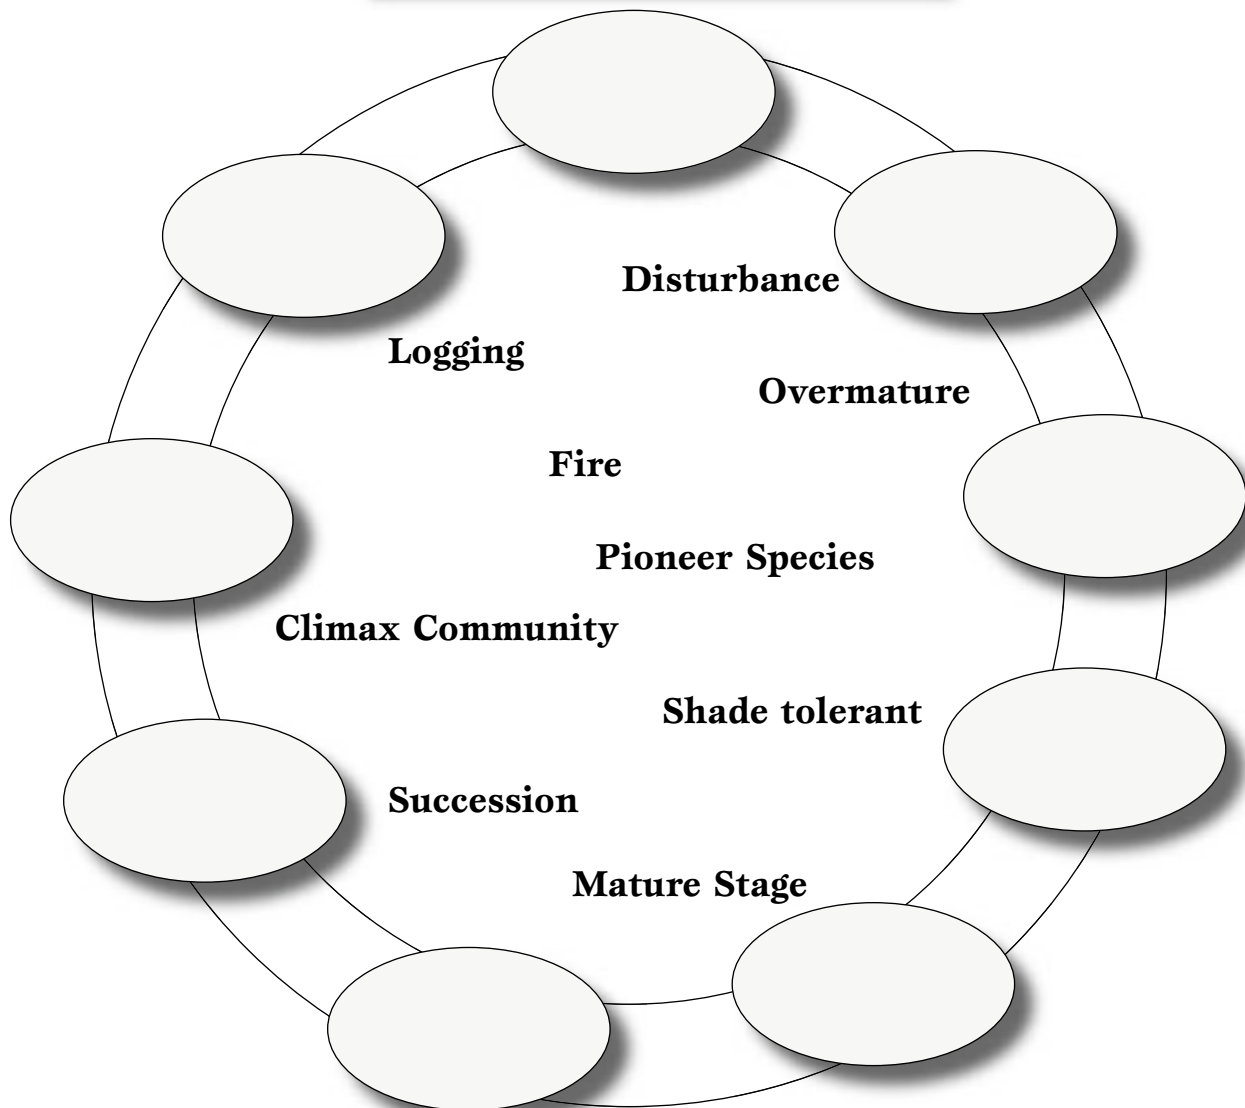 Disturbance
Logging
Overmature
Fire
Pioneer Species
Climax Community
Shade tolerant
Succession
Mature Stage